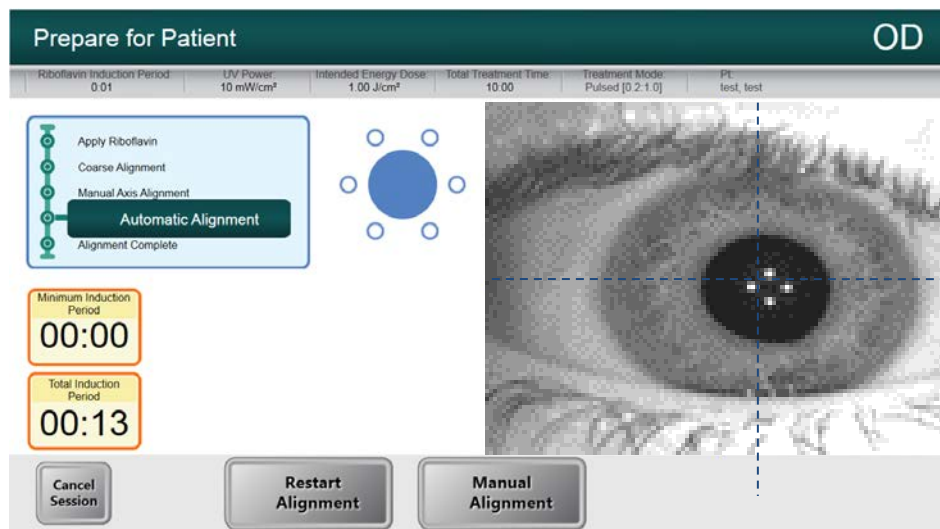 Prepare for Patient
OD
Riboflavin Induction Period:
0:01
UV Power:
10 mW/cm²
Intended Energy Dose:
1.00 J/cm²
Total Treatment Time:
10:00
Treatment Mode:
Pulsed [0.2:1.0]
Pt:
test, test
Apply Riboflavin
Coarse Alignment
Manual Axis Alignment
Automatic Alignment
Alignment Complete
Minimum Induction
Period
00:00
Total Induction
Period
00:13
Cancel
Session
Restart
Alignment
Manual
Alignment